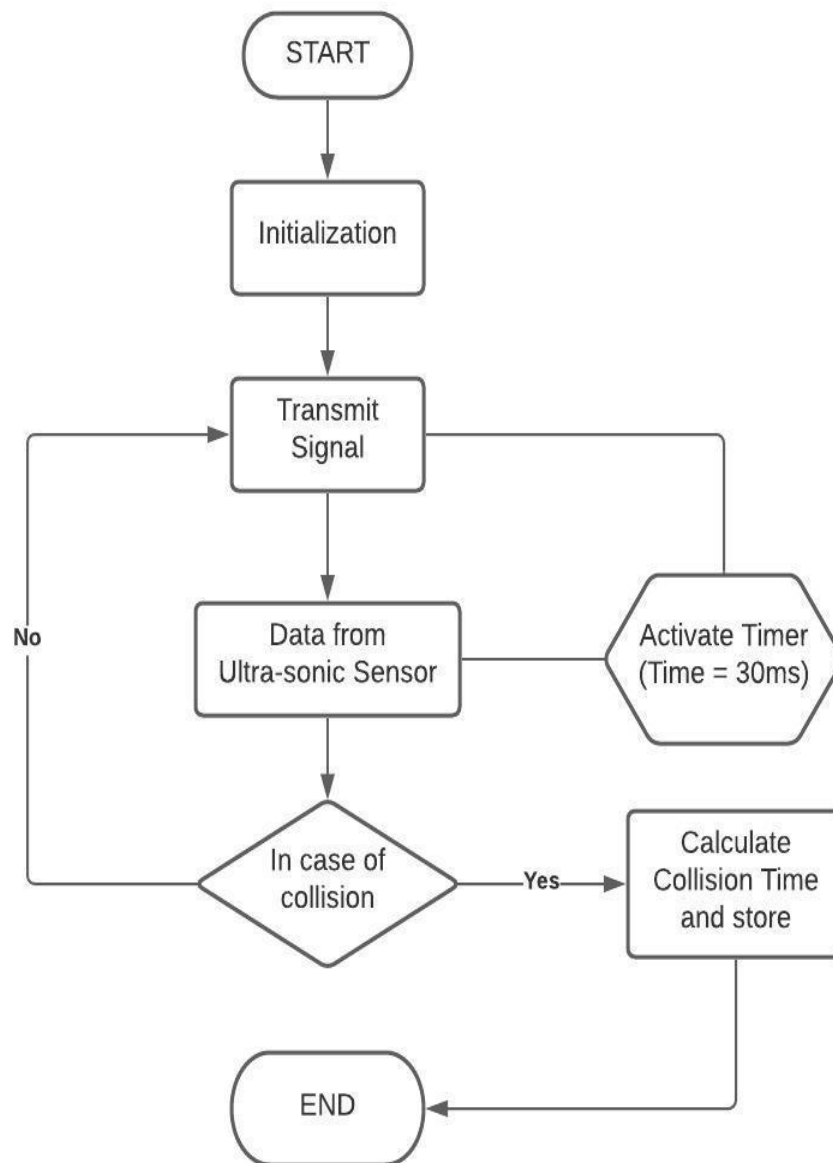 START
Initialization
Transmit
Signal
No
Data from
Ultra-sonic Sensor
Activate Timer
(Time = 30ms)
In case of
collision
Yes
Calculate
Collision Time
and store
END